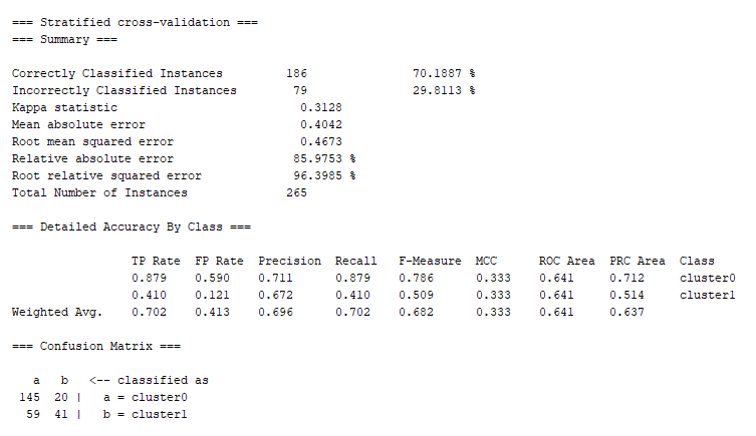 === Stratified cross-validation ===
=== Summary ===
Correctly Classified Instances 186 70.1887 %
Incorrectly Classified Instances 79 29.8113 %
Kappa statistic 0.3128
Mean absolute error 0.4042
Root mean squared error 0.4673
Relative absolute error 85.9753 %
Root relative squared error 96.3985 %
Total Number of Instances 265
=== Detailed Accuracy By Class ===
TP Rate FP Rate Precision Recall F-Measure MCC ROC Area PRC Area Class
0.879 0.590 0.711 0.879 0.786 0.333 0.641 0.712 cluster0
0.410 0.121 0.672 0.410 0.509 0.333 0.641 0.514 cluster1
Weighted Avg. 0.702 0.413 0.696 0.702 0.682 0.333 0.641 0.637
=== Confusion Matrix ===
a b <-- classified as
145 20 | a = cluster0
59 41 | b = cluster1